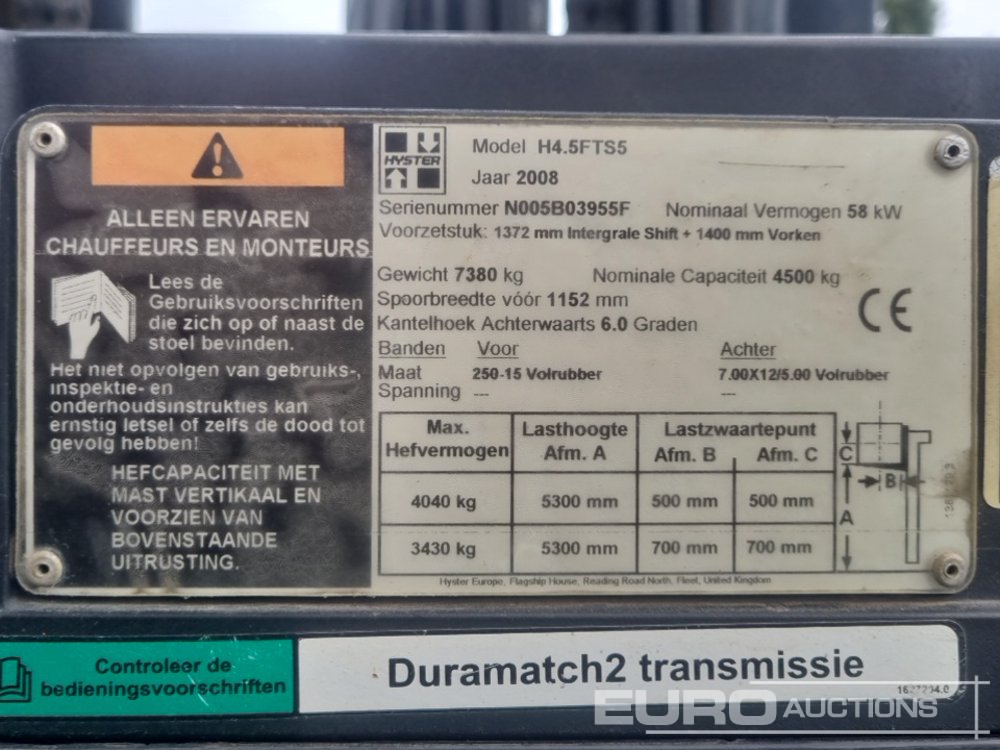 ALLEEN ERVAREN
CHAUFFEURS EN MONTEURS
Lees de
Gebruiksvoorschriften
die zich op of naast de
stoel bevinden.
Het niet opvolgen van gebruiks-,
inspektie- en
onderhoudsinstrukties kan
ernstig letsel of zelfs de dood tot
gevolg hebben!
HEFCAPACITEIT MET
MAST VERTIKAAL EN
VOORZIEN VAN
BOVENSTAANDE
UITRUSTING.
HYSTER
Model H4.5FTS5
Jaar 2008
Serienummer N005B03955F Nominaal Vermogen 58 kW
Voorzetstuk: 1372 mm Intergrale Shift + 1400 mm Vorken
Gewicht 7380 kg Nominale Capaciteit 4500 kg
Spoorbreedte vóór 1152 mm
Kantelhoek Achterwaarts 6.0 Graden
CE
Banden Voor Achter
Maat 250-15 Volrubber 7.00X12/5.00 Volrubber
Spanning --- ---
Max. Hefvermogen Lasthoogte Afm. A Lastzwaartepunt Afm. B Afm. C
4040 kg 5300 mm 500 mm 500 mm
3430 kg 5300 mm 700 mm 700 mm
C
B
A
Hyster Europe, Flagship House, Reading Road North, Fleet, United Kingdom
Controleer de
bedieningsvoorschriften
Duramatch2 transmissie
EURO AUCTIONS